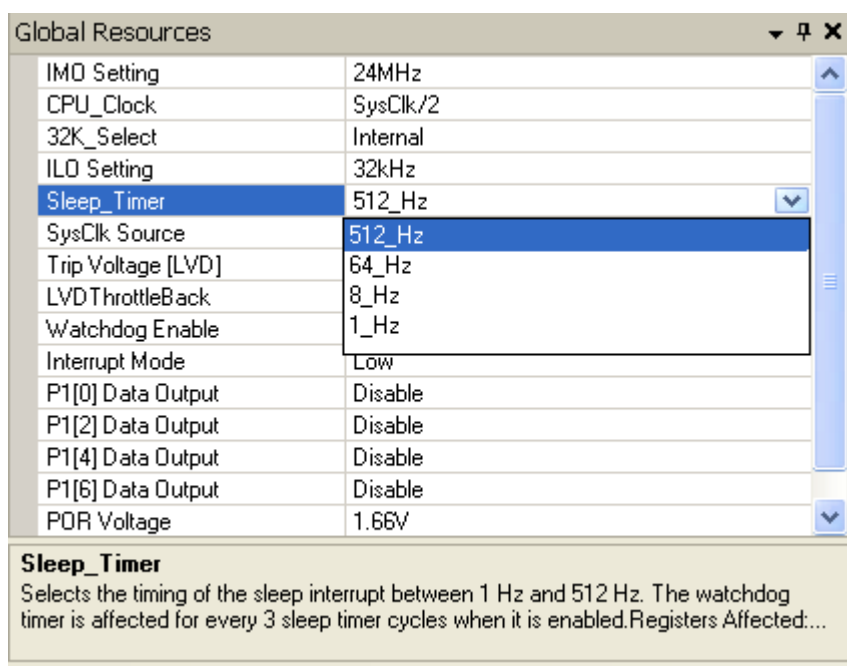 Global Resources
IMO Setting 24MHz
CPU_Clock SysClk/2
32K_Select Internal
ILO Setting 32kHz
Sleep_Timer 512_Hz
SysClk Source 512_Hz
Trip Voltage [LVD] 64_Hz
LVDThrottleBack 8_Hz
Watchdog Enable 1_Hz
Interrupt Mode Low
P1[0] Data Output Disable
P1[2] Data Output Disable
P1[4] Data Output Disable
P1[6] Data Output Disable
POR Voltage 1.66V
Sleep_Timer
Selects the timing of the sleep interrupt between 1 Hz and 512 Hz. The watchdog
timer is affected for every 3 sleep timer cycles when it is enabled.Registers Affected:...